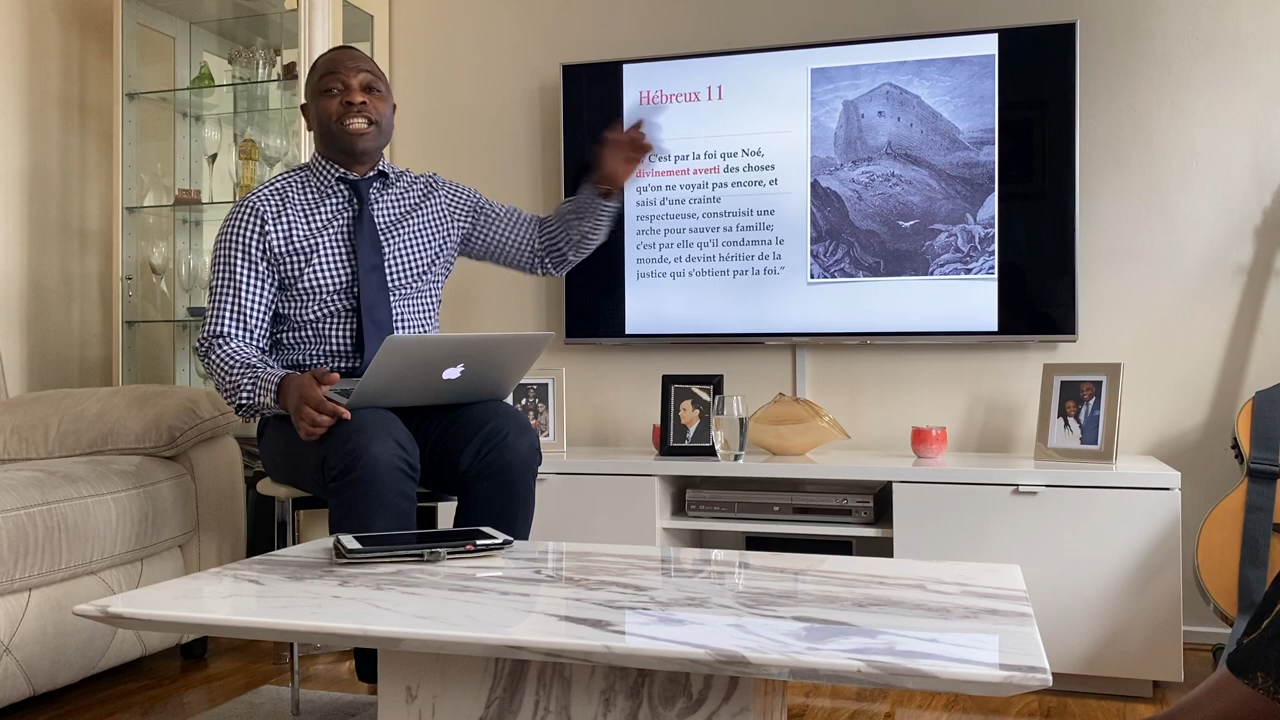 Hébreux 11
C'est par la foi que Noé,
divinement averti des choses
qu'on ne voyait pas encore, et
saisi d'une crainte
respectueuse, construisit une
arche pour sauver sa famille;
c'est par elle qu'il condamna le
monde, et devint héritier de la
justice qui s'obtient par la foi.”